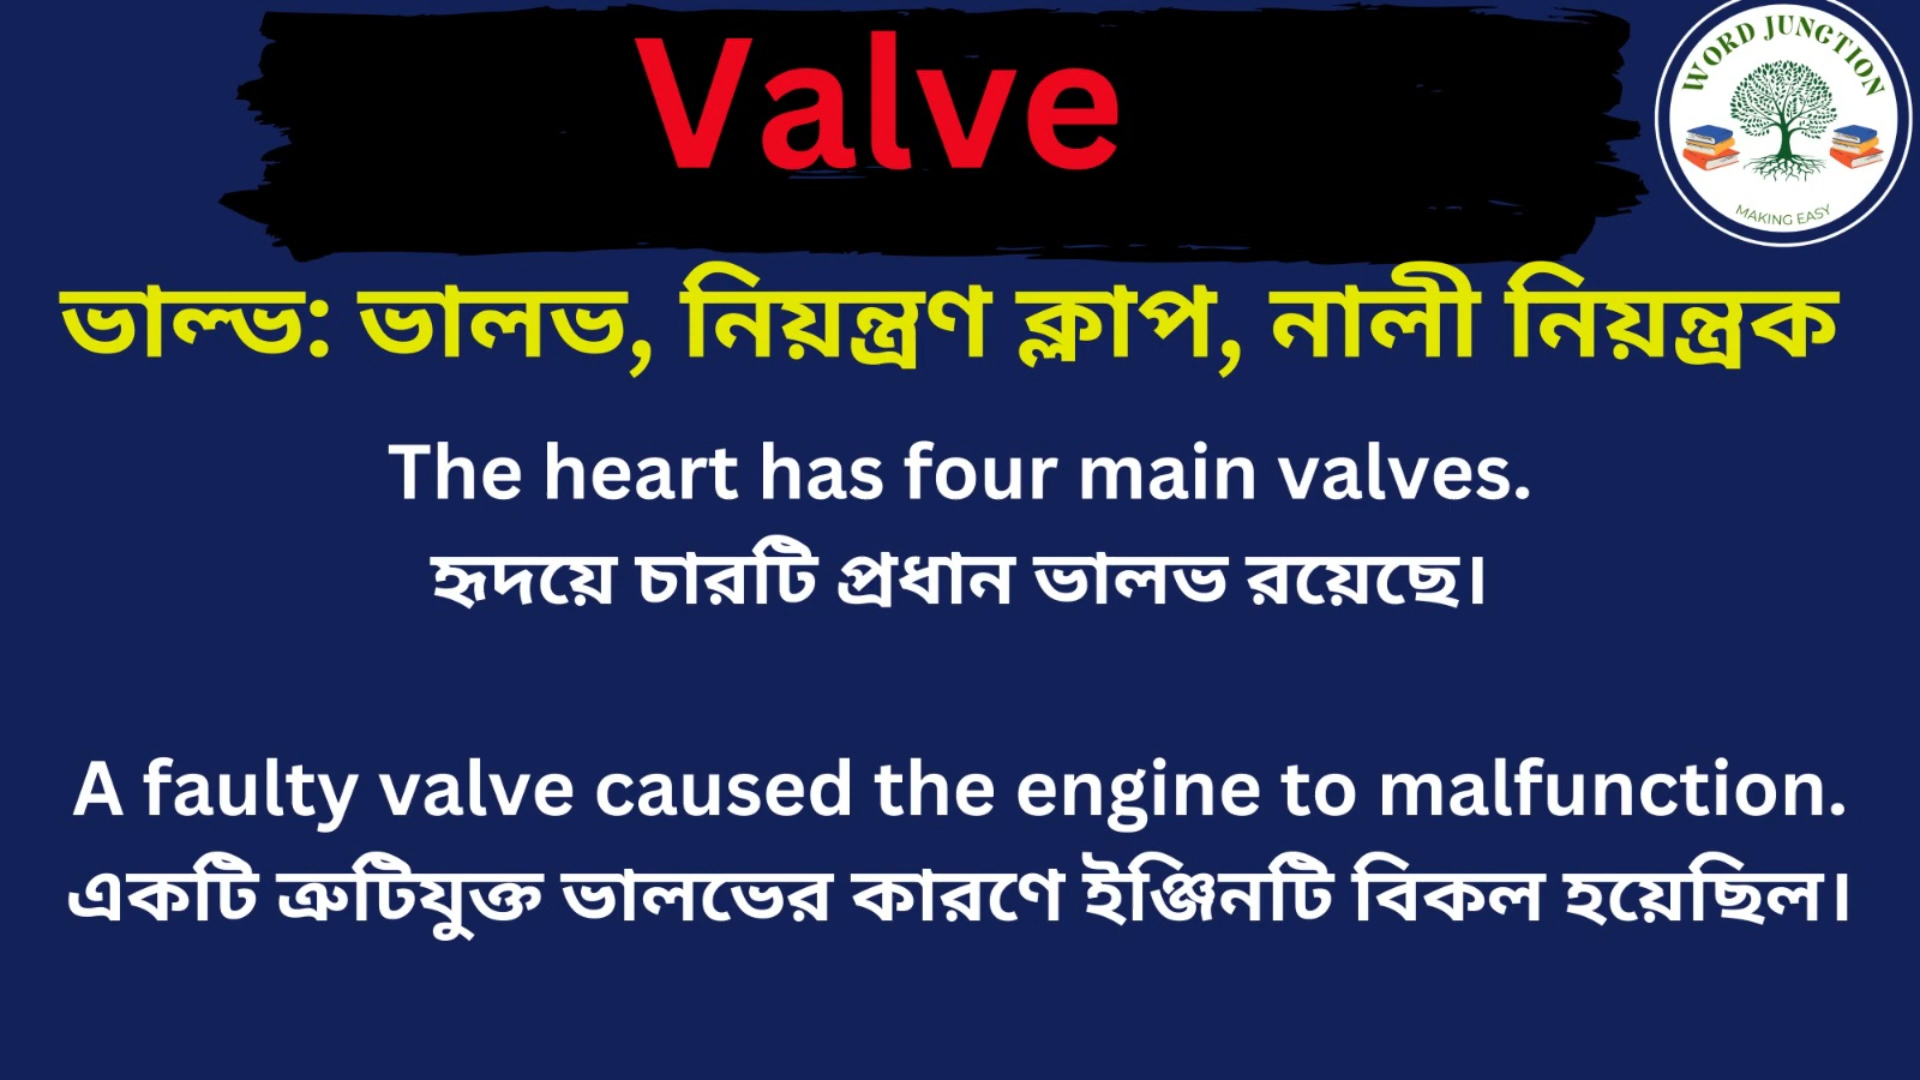 Valve
WORD JUNCTION
MAKING EASY
ভাল্ভ: ভালভ, নিয়ন্ত্রণ ক্লাপ, নালী নিয়ন্ত্রক
The heart has four main valves.
হৃদয়ে চারটি প্রধান ভালভ রয়েছে।
A faulty valve caused the engine to malfunction.
একটি ত্রুটিযুক্ত ভালভের কারণে ইঞ্জিনটি বিকল হয়েছিল।